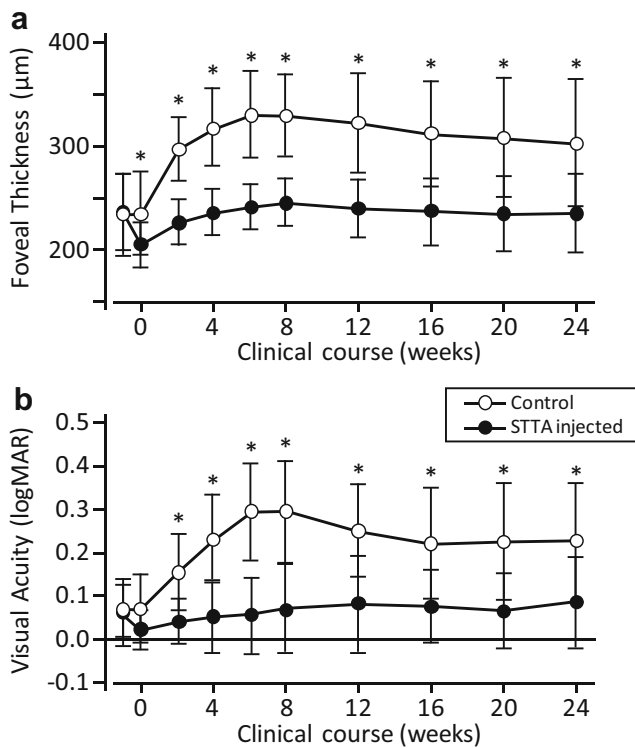 a
Foveal Thickness (μm)
400
300
200
* * * * * * * * *
0 4 8 12 16 20 24
Clinical course (weeks)
b
Control
STTA injected
Visual Acuity (logMAR)
0.5
0.4
0.3
0.2
0.1
0.0
-0.1
* * * * * * * *
0 4 8 12 16 20 24
Clinical course (weeks)